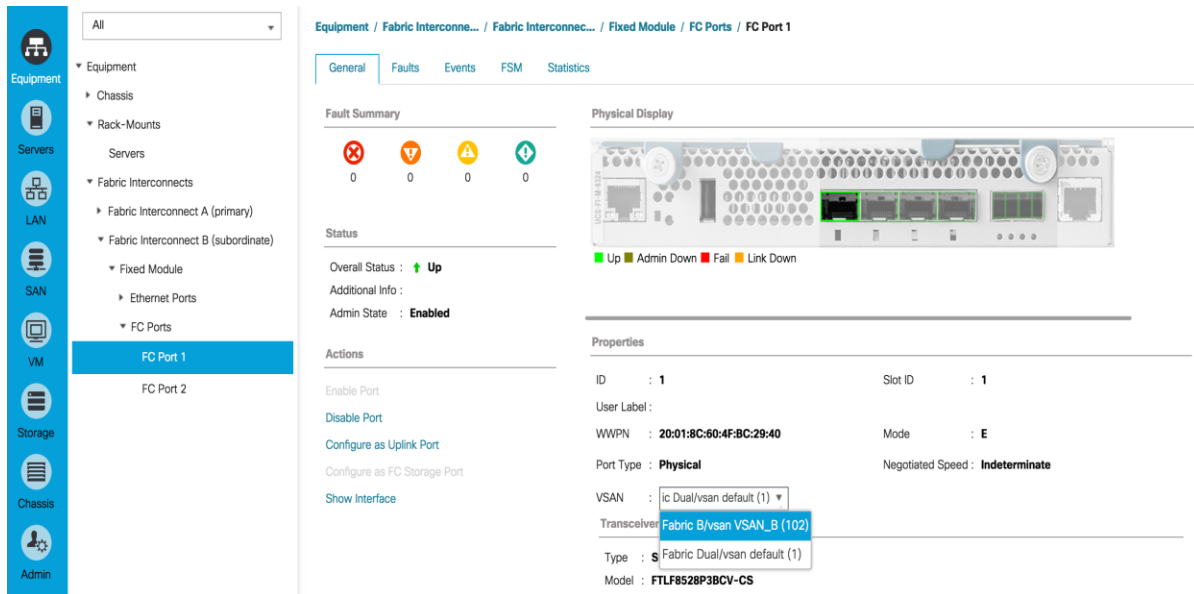 All
Equipment
Servers
LAN
SAN
VM
Storage
Chassis
Admin
Equipment
Chassis
Rack-Mounts
Servers
Fabric Interconnects
Fabric Interconnect A (primary)
Fabric Interconnect B (subordinate)
Fixed Module
Ethernet Ports
FC Ports
FC Port 1
FC Port 2
Equipment / Fabric Interconne... / Fabric Interconnec... / Fixed Module / FC Ports / FC Port 1
General Faults Events FSM Statistics
Fault Summary
0 0 0 0
Status
Overall Status : Up
Additional Info :
Admin State : Enabled
Actions
Enable Port
Disable Port
Configure as Uplink Port
Configure as FC Storage Port
Show Interface
Physical Display
UCS-FI-M-6324
Up Admin Down Fail Link Down
Properties
ID : 1 Slot ID : 1
User Label :
WWPN : 20:01:8C:60:4F:BC:29:40 Mode : E
Port Type : Physical Negotiated Speed : Indeterminate
VSAN : ic Dual/vsan default (1)
Fabric B/vsan VSAN_B (102)
Fabric Dual/vsan default (1)
Transceiver
Type : S
Model : FTLF8528P3BCV-CS